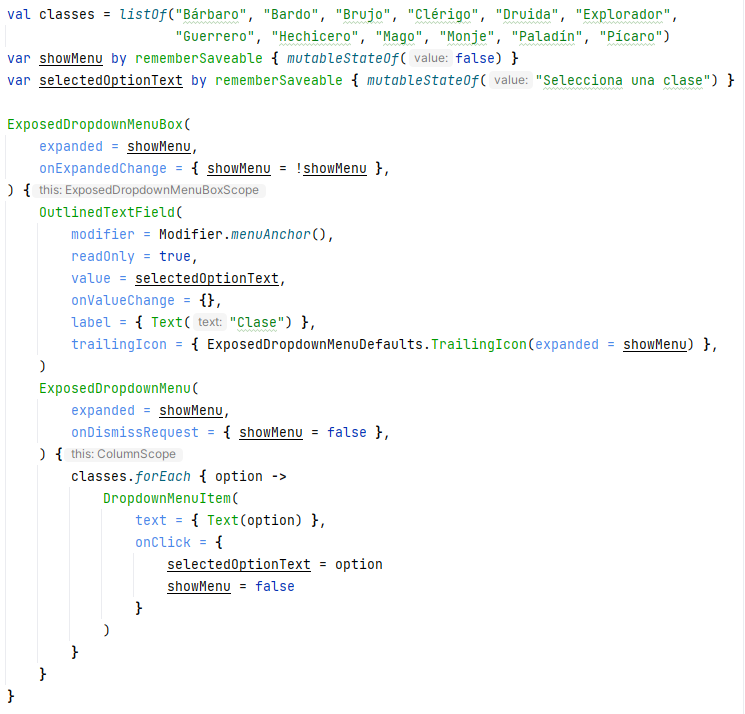 val classes = listOf("Bárbaro", "Bardo", "Brujo", "Clérigo", "Druida", "Explorador",
"Guerrero", "Hechicero", "Mago", "Monje", "Paladín", "Pícaro")
var showMenu by rememberSaveable { mutableStateOf( value: false) }
var selectedOptionText by rememberSaveable { mutableStateOf( value: "Selecciona una clase") }
ExposedDropdownMenuBox(
expanded = showMenu,
onExpandedChange = { showMenu = !showMenu },
) { this: ExposedDropdownMenuBoxScope
OutlinedTextField(
modifier = Modifier.menuAnchor(),
readOnly = true,
value = selectedOptionText,
onValueChange = {},
label = { Text( text: "Clase") },
trailingIcon = { ExposedDropdownMenuDefaults.TrailingIcon(expanded = showMenu) },
)
ExposedDropdownMenu(
expanded = showMenu,
onDismissRequest = { showMenu = false },
) { this: ColumnScope
classes.forEach { option ->
DropdownMenuItem(
text = { Text(option) },
onClick = {
selectedOptionText = option
showMenu = false
}
)
}
}
}